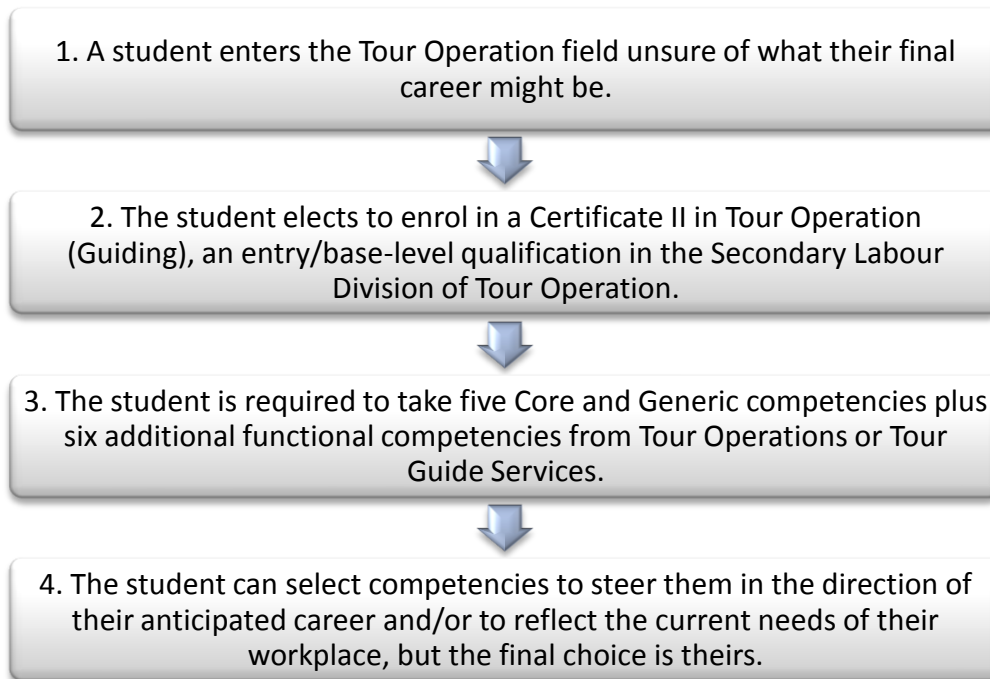 1. A student enters the Tour Operation field unsure of what their final
career might be.
2. The student elects to enrol in a Certificate II in Tour Operation
(Guiding), an entry/base-level qualification in the Secondary Labour
Division of Tour Operation.
3. The student is required to take five Core and Generic competencies plus
six additional functional competencies from Tour Operations or Tour
Guide Services.
4. The student can select competencies to steer them in the direction of
their anticipated career and/or to reflect the current needs of their
workplace, but the final choice is theirs.